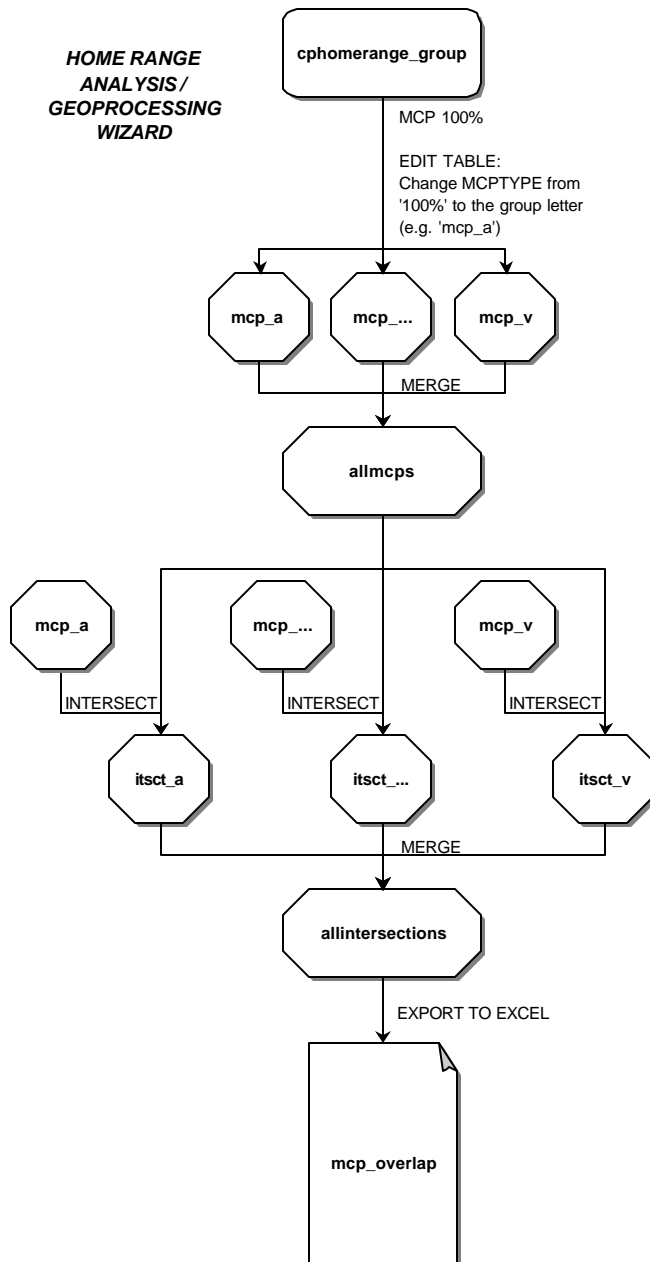 HOME RANGE
ANALYSIS /
GEOPROCESSING
WIZARD
cphomerange_group
MCP 100%
EDIT TABLE:
Change MCPTYPE from
'100%' to the group letter
(e.g. 'mcp_a')
mcp_a
mcp_...
mcp_v
MERGE
allmcps
mcp_a
mcp_...
mcp_v
INTERSECT
INTERSECT
INTERSECT
itsct_a
itsct_...
itsct_v
MERGE
allintersections
EXPORT TO EXCEL
mcp_overlap